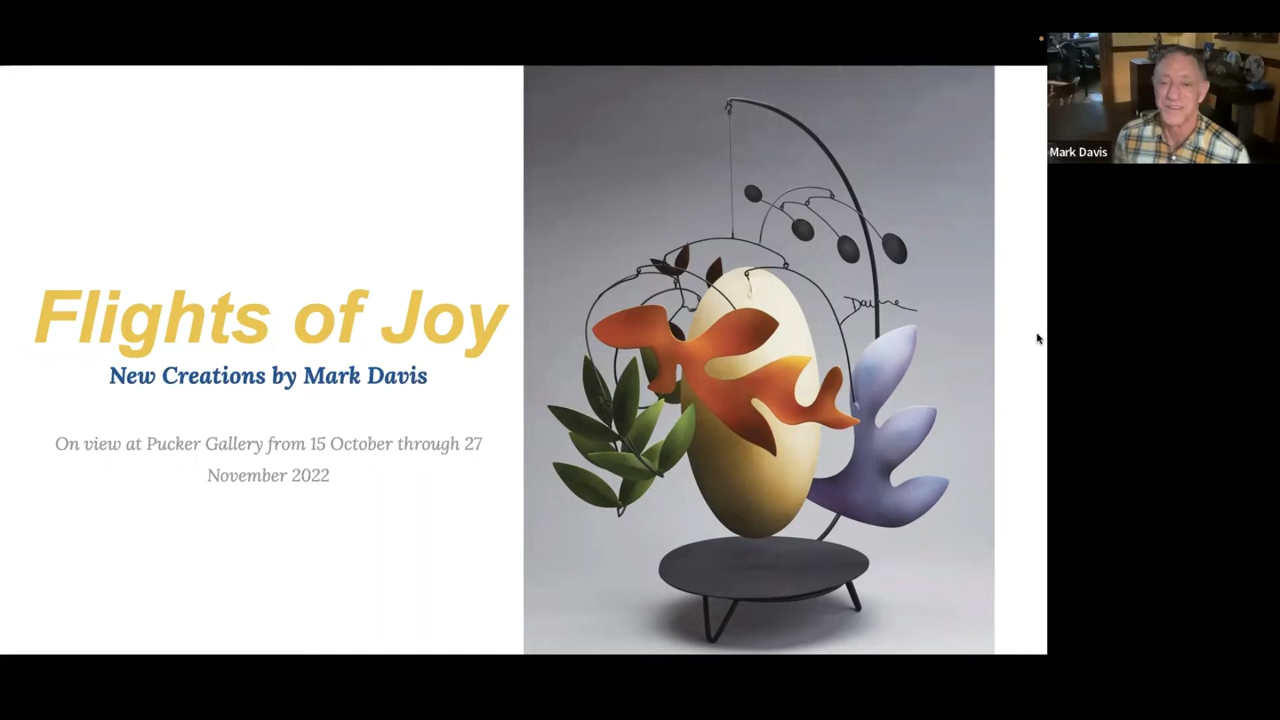 Flights of Joy
New Creations by Mark Davis
On view at Pucker Gallery from 15 October through 27
November 2022
Mark Davis